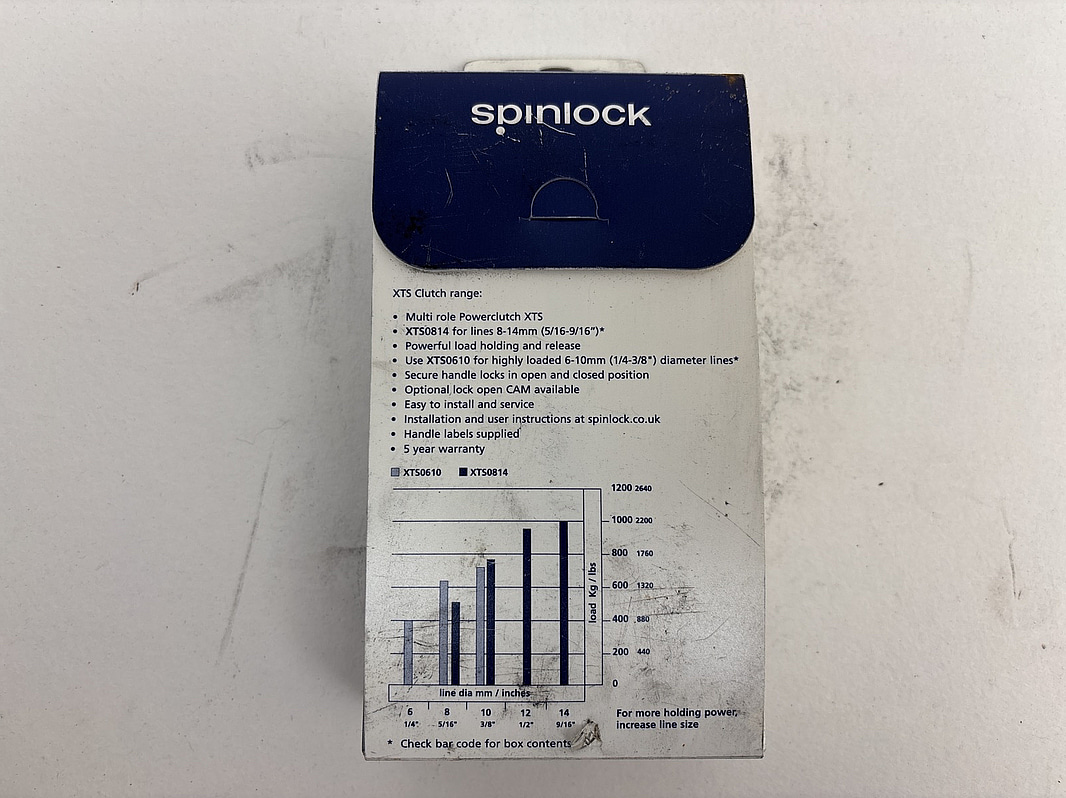 spinlock
XTS Clutch range:
• Multi role Powerclutch XTS
• XTS0814 for lines 8-14mm (5/16-9/16")*
• Powerful load holding and release
• Use XTS0610 for highly loaded 6-10mm (1/4-3/8") diameter lines*
• Secure handle locks in open and closed position
• Optional lock open CAM available
• Easy to install and service
• Installation and user instructions at spinlock.co.uk
• Handle labels supplied
• 5 year warranty
XTS0610 XTS0814
1200 2640
1000 2200
800 1760
600 1320
400 880
200 440
0
load Kg / lbs
line dia mm / inches
6 8 10 12 14
1/4" 5/16" 3/8" 1/2" 9/16"
For more holding power,
increase line size
* Check bar code for box contents